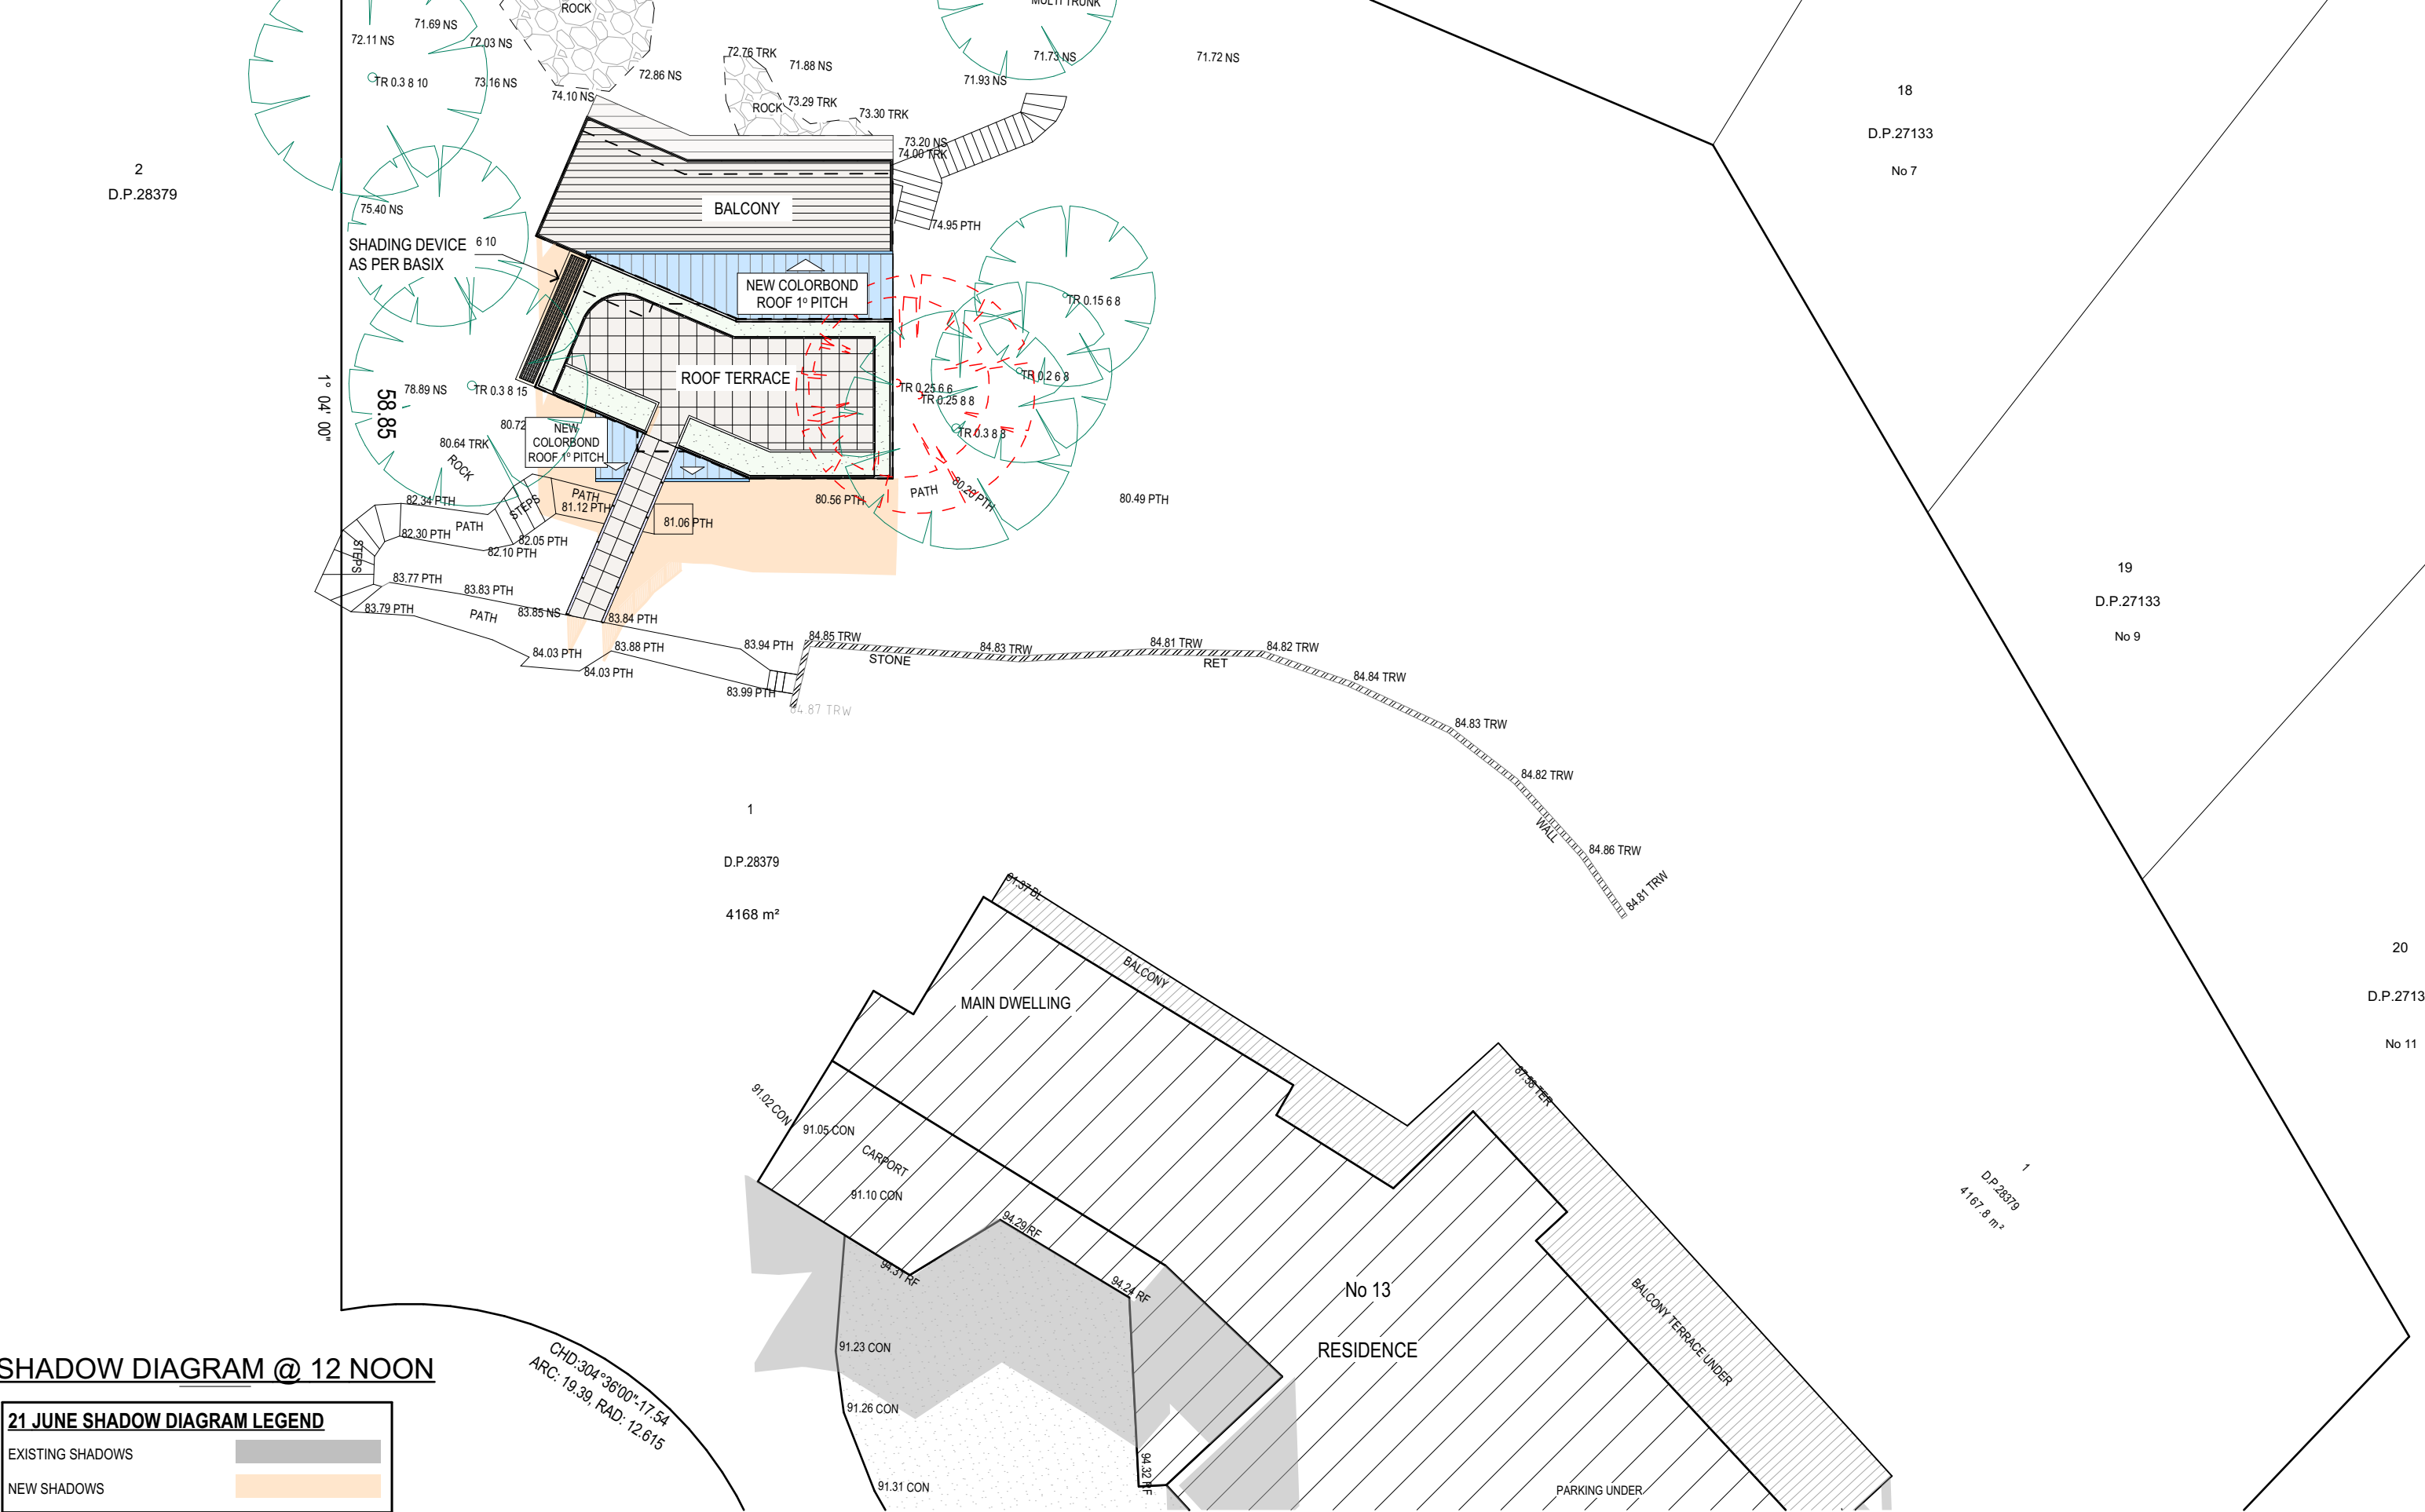 ROCK
MULTI TRUNK
71.69 NS
72.11 NS
72.03 NS
72.76 TRK
71.88 NS
71.73 NS
71.72 NS
72.86 NS
TR 0.3 8 10
73.16 NS
71.93 NS
74.10 NS
ROCK
73.29 TRK
73.30 TRK
18
D.P.27133
No 7
73.20 NS
74.00 TRK
2
D.P.28379
75.40 NS
BALCONY
74.95 PTH
SHADING DEVICE
AS PER BASIX
6 10
NEW COLORBOND
ROOF 1º PITCH
TR 0.15 6 8
ROOF TERRACE
TR 0.2 6 8
1° 04' 00"
58.85
78.89 NS
TR 0.3 8 15
TR 0.25 6 6
TR 0.25 8 8
TR 0.3 8 8
80.72
NEW
COLORBOND
ROOF 1º PITCH
80.64 TRK
ROCK
82.34 PTH
STEPS
PATH
81.12 PTH
80.56 PTH
PATH
80.26 PTH
80.49 PTH
PATH
81.06 PTH
82.30 PTH
82.05 PTH
82.10 PTH
STEPS
83.77 PTH
83.83 PTH
83.79 PTH
PATH
83.85 NS
83.84 PTH
19
D.P.27133
No 9
84.03 PTH
83.88 PTH
83.94 PTH
84.85 TRW
84.83 TRW
84.81 TRW
84.82 TRW
STONE
RET
84.03 PTH
83.99 PTH
84.87 TRW
84.84 TRW
84.83 TRW
84.82 TRW
WALL
84.86 TRW
84.81 TRW
1
D.P.28379
4168 m²
91.37 BL
BALCONY
MAIN DWELLING
20
D.P.2713
No 11
87.58 TER
91.02 CON
91.05 CON
CARPORT
91.10 CON
1
D.P.28379
4167.8 m²
94.29 RF
94.31 RF
94.24 RF
No 13
RESIDENCE
BALCONY TERRACE UNDER
91.23 CON
91.26 CON
91.31 CON
94.32 RF
PARKING UNDER
CHD:304°36'00"-17.54
ARC: 19.39, RAD: 12.615
SHADOW DIAGRAM @ 12 NOON
21 JUNE SHADOW DIAGRAM LEGEND
EXISTING SHADOWS
NEW SHADOWS